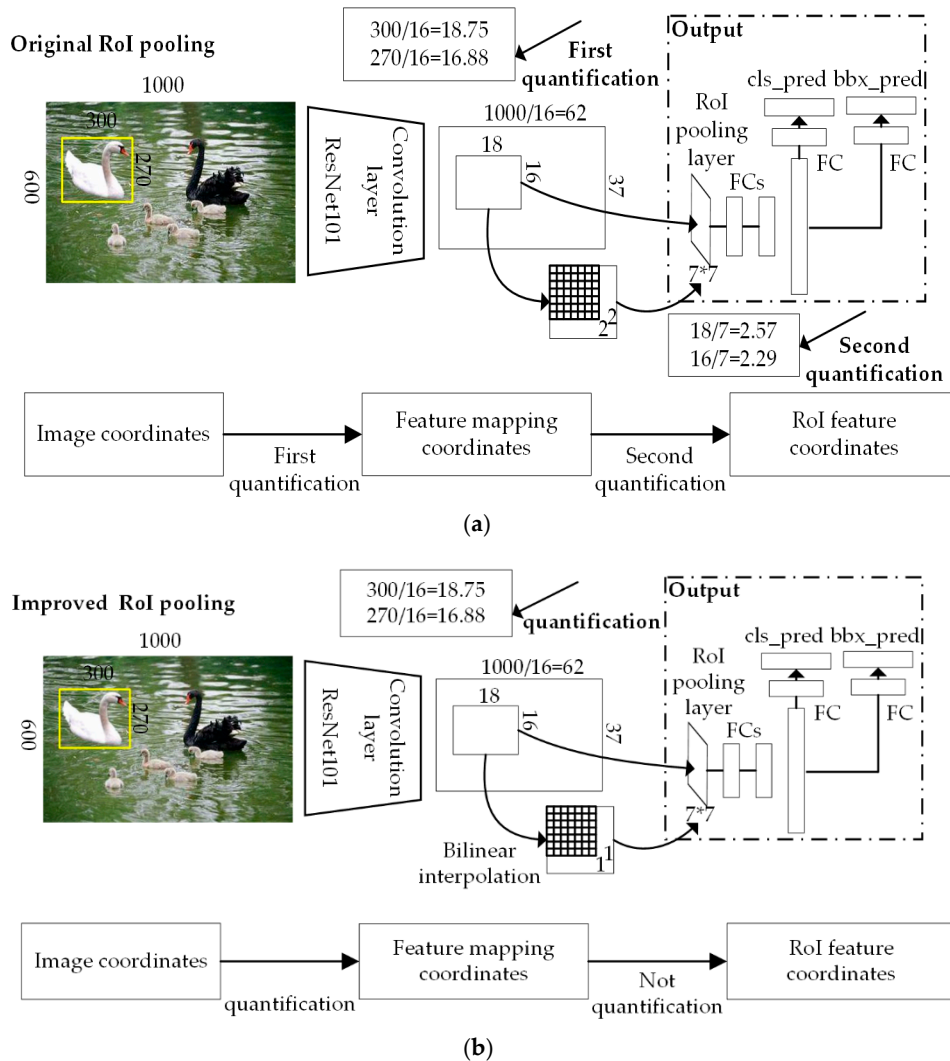 Original RoI pooling
1000
300
270
600
ResNet101
Convolution
layer
300/16=18.75
270/16=16.88
First
quantification
1000/16=62
18
16
37
2
2
Output
cls_pred
bbx_pred
RoI
pooling
layer
FCs
FC
FC
7*7
18/7=2.57
16/7=2.29
Second
quantification
Image coordinates
First
quantification
Feature mapping
coordinates
Second
quantification
RoI feature
coordinates
(a)
Improved RoI pooling
1000
300
270
600
ResNet101
Convolution
layer
300/16=18.75
270/16=16.88
quantification
1000/16=62
18
16
37
Bilinear
interpolation
1
1
Output
cls_pred
bbx_pred
RoI
pooling
layer
FCs
FC
FC
7*7
Image coordinates
quantification
Feature mapping
coordinates
Not
quantification
RoI feature
coordinates
(b)